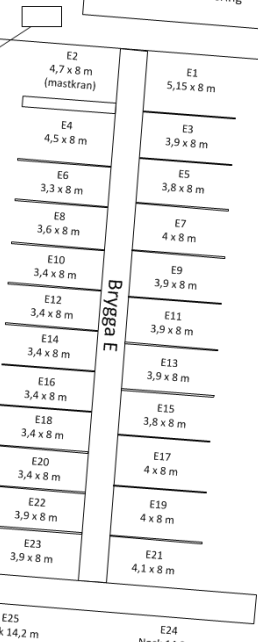 E2
4,7 x 8 m
(mastkran)
E1
5,15 x 8 m
E4
4,5 x 8 m
E3
3,9 x 8 m
E6
3,3 x 8 m
E5
3,8 x 8 m
E8
3,6 x 8 m
E7
4 x 8 m
E10
3,4 x 8 m
E9
3,9 x 8 m
E12
3,4 x 8 m
E11
3,9 x 8 m
Brygga E
E14
3,4 x 8 m
E13
3,9 x 8 m
E16
3,4 x 8 m
E15
3,8 x 8 m
E18
3,4 x 8 m
E17
4 x 8 m
E20
3,4 x 8 m
E19
4 x 8 m
E22
3,9 x 8 m
E21
4,1 x 8 m
E23
3,9 x 8 m
E25
14,2 m
E24